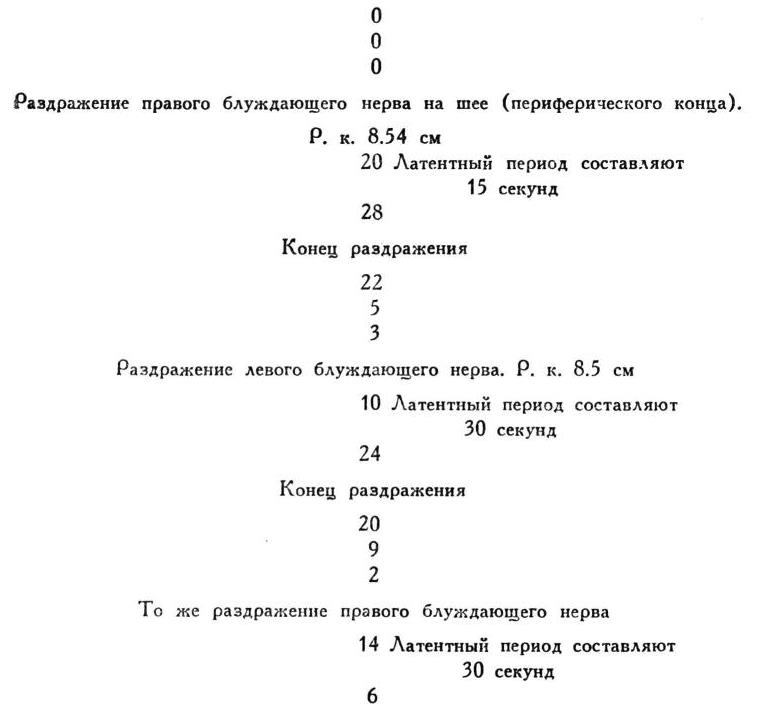 0
0
0
Раздражение правого блуждающего нерва на шее (периферического конца).
Р. к. 8.54 см
20 Латентный период составляют
15 секунд
28
Конец раздражения
22
5
3
Раздражение левого блуждающего нерва. Р. к. 8.5 см
10 Латентный период составляют
30 секунд
24
Конец раздражения
20
9
2
То же раздражение правого блуждающего нерва
14 Латентный период составляют
30 секунд
6